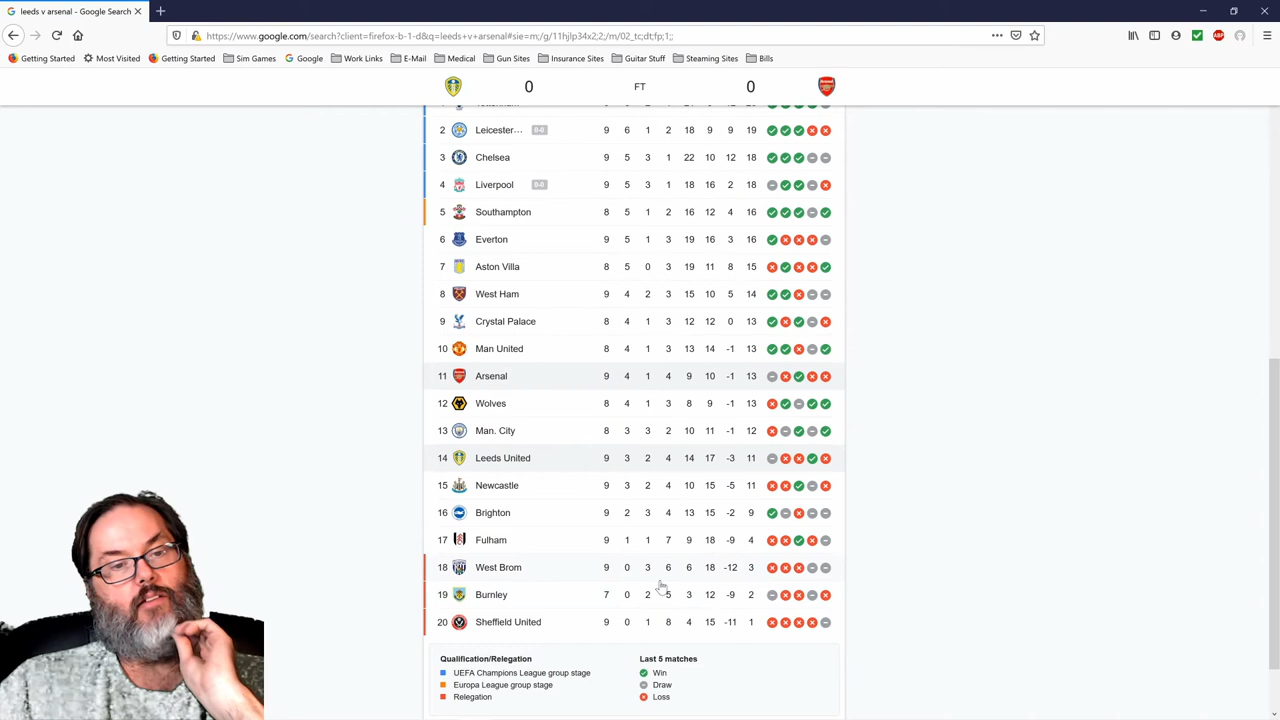 leeds v arsenal - Google Search
https://www.google.com/search?client=firefox-b-1-d&q=leeds+v+arsenal#sie=m;/g/11hjlp34x2;2;/m/02_tc;dt;fp;1;;
Getting Started Most Visited Getting Started Sim Games Google Work Links E-Mail Medical Gun Sites Insurance Sites Guitar Stuff Steaming Sites Bills
0 FT 0
2 Leicester... 0-0 9 6 1 2 18 9 9 19
3 Chelsea 9 5 3 1 22 10 12 18
4 Liverpool 0-0 9 5 3 1 18 16 2 18
5 Southampton 8 5 1 2 16 12 4 16
6 Everton 9 5 1 3 19 16 3 16
7 Aston Villa 8 5 0 3 19 11 8 15
8 West Ham 9 4 2 3 15 10 5 14
9 Crystal Palace 8 4 1 3 12 12 0 13
10 Man United 8 4 1 3 13 14 -1 13
11 Arsenal 9 4 1 4 9 10 -1 13
12 Wolves 8 4 1 3 8 9 -1 13
13 Man. City 8 3 3 2 10 11 -1 12
14 Leeds United 9 3 2 4 14 17 -3 11
15 Newcastle 9 3 2 4 10 15 -5 11
16 Brighton 9 2 3 4 13 15 -2 9
17 Fulham 9 1 1 7 9 18 -9 4
18 West Brom 9 0 3 6 6 18 -12 3
19 Burnley 7 0 2 5 3 12 -9 2
20 Sheffield United 9 0 1 8 4 15 -11 1
Qualification/Relegation Last 5 matches
UEFA Champions League group stage Win
Europa League group stage Draw
Relegation Loss